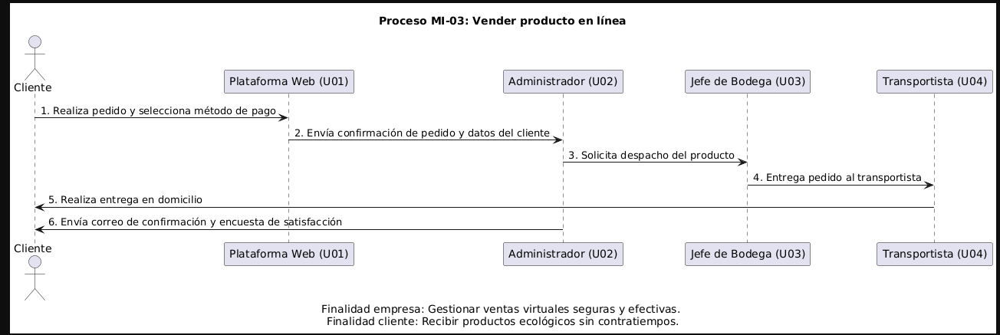 Proceso MI-03: Vender producto en línea
Cliente
Plataforma Web (U01)
Administrador (U02)
Jefe de Bodega (U03)
Transportista (U04)
1. Realiza pedido y selecciona método de pago
2. Envía confirmación de pedido y datos del cliente
3. Solicita despacho del producto
4. Entrega pedido al transportista
5. Realiza entrega en domicilio
6. Envía correo de confirmación y encuesta de satisfacción
Cliente
Plataforma Web (U01)
Administrador (U02)
Jefe de Bodega (U03)
Transportista (U04)
Finalidad empresa: Gestionar ventas virtuales seguras y efectivas.
Finalidad cliente: Recibir productos ecológicos sin contratiempos.